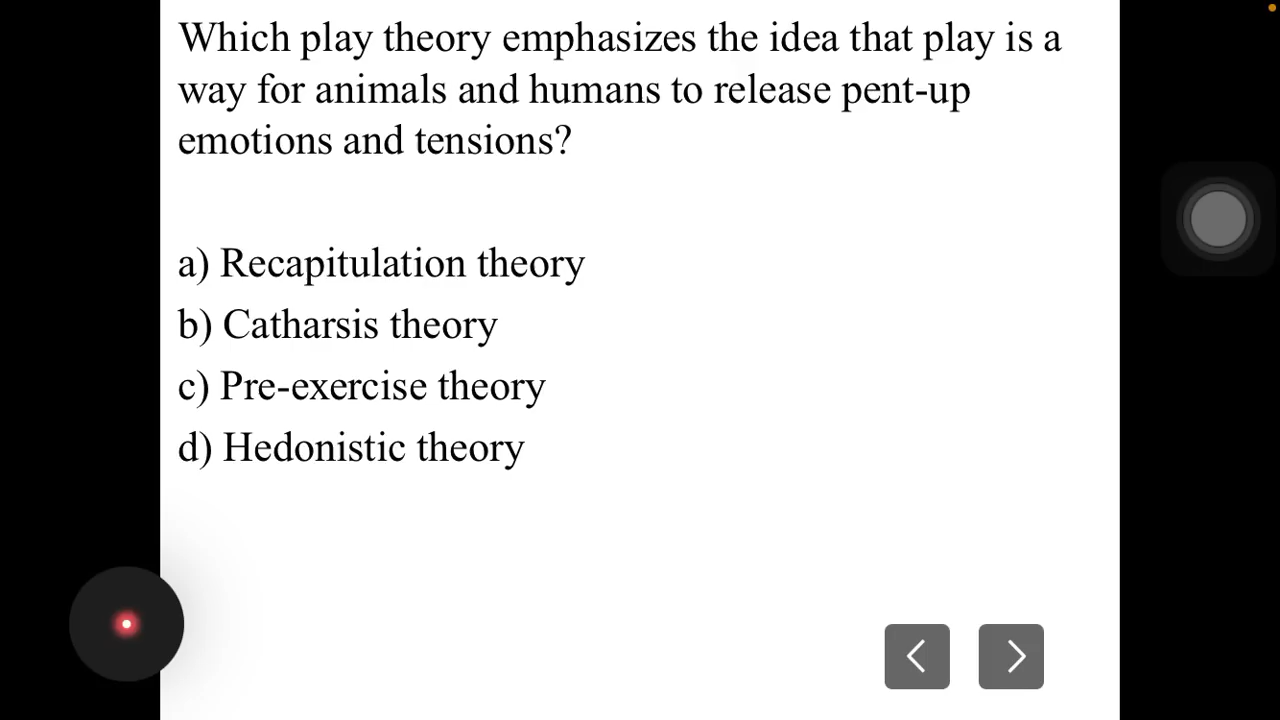 Which play theory emphasizes the idea that play is a
way for animals and humans to release pent-up
emotions and tensions?
a) Recapitulation theory
b) Catharsis theory
c) Pre-exercise theory
d) Hedonistic theory